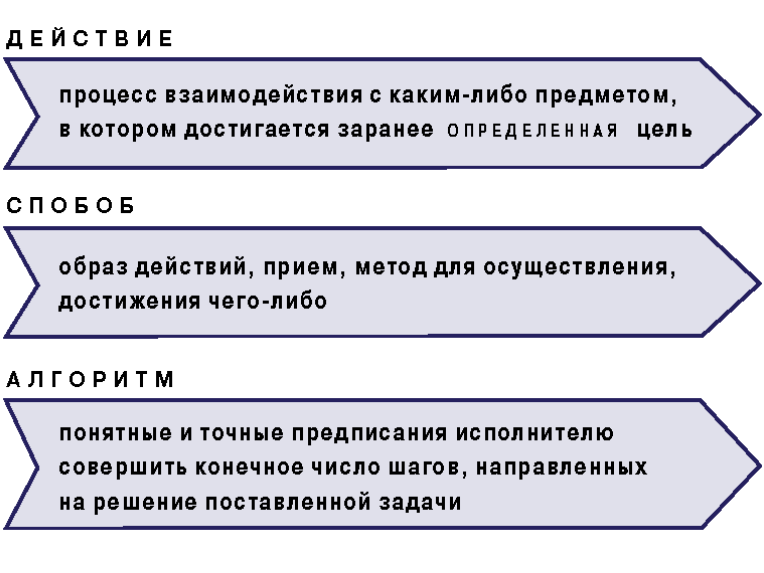 ДЕЙСТВИЕ
процесс взаимодействия с каким-либо предметом,
в котором достигается заранее ОПРЕДЕЛЕННАЯ цель
СПОБОБ
образ действий, прием, метод для осуществления,
достижения чего-либо
АЛГОРИТМ
понятные и точные предписания исполнителю
совершить конечное число шагов, направленных
на решение поставленной задачи